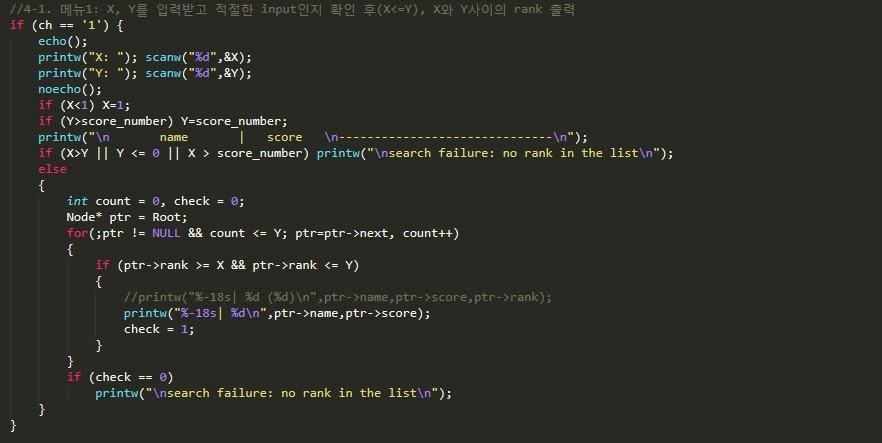 //4-1. 메뉴1: X, Y를 입력받고 적절한 input인지 확인 후(X<=Y), X와 Y사이의 rank 출력
if (ch == '1') {
    echo();
    printw("X: "); scanw("%d",&X);
    printw("Y: "); scanw("%d",&Y);
    noecho();
    if (X<1) X=1;
    if (Y>score_number) Y=score_number;
    printw("\n       name       |   score   \n------------------------------\n");
    if (X>Y || Y <= 0 || X > score_number) printw("\nsearch failure: no rank in the list\n");
    else
    {
        int count = 0, check = 0;
        Node* ptr = Root;
        for(;ptr != NULL && count <= Y; ptr=ptr->next, count++)
        {
            if (ptr->rank >= X && ptr->rank <= Y)
            {
                //printw("%-18s| %d (%d)\n",ptr->name,ptr->score,ptr->rank);
                printw("%-18s| %d\n",ptr->name,ptr->score);
                check = 1;
            }
        }
        if (check == 0)
            printw("\nsearch failure: no rank in the list\n");
    }
}